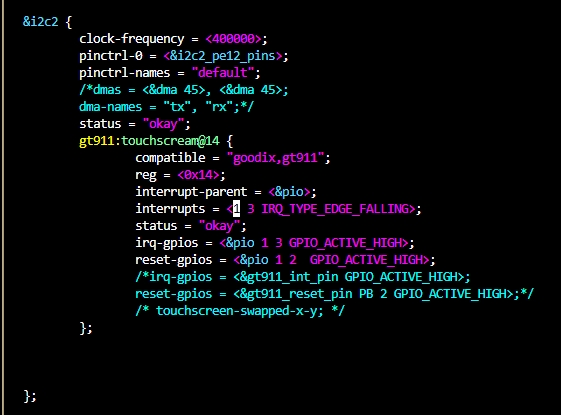 &i2c2 {
clock-frequency = <400000>;
pinctrl-0 = <&i2c2_pe12_pins>;
pinctrl-names = "default";
/*dmas = <&dma 45>, <&dma 45>;
dma-names = "tx", "rx";*/
status = "okay";
gt911:touchscream@14 {
compatible = "goodix,gt911";
reg = <0x14>;
interrupt-parent = <&pio>;
interrupts = <1 3 IRQ_TYPE_EDGE_FALLING>;
status = "okay";
irq-gpios = <&pio 1 3 GPIO_ACTIVE_HIGH>;
reset-gpios = <&pio 1 2  GPIO_ACTIVE_HIGH>;
/*irq-gpios = <&gt911_int_pin GPIO_ACTIVE_HIGH>;
reset-gpios = <&gt911_reset_pin PB 2 GPIO_ACTIVE_HIGH>;*/
/* touchscreen-swapped-x-y; */
};
};